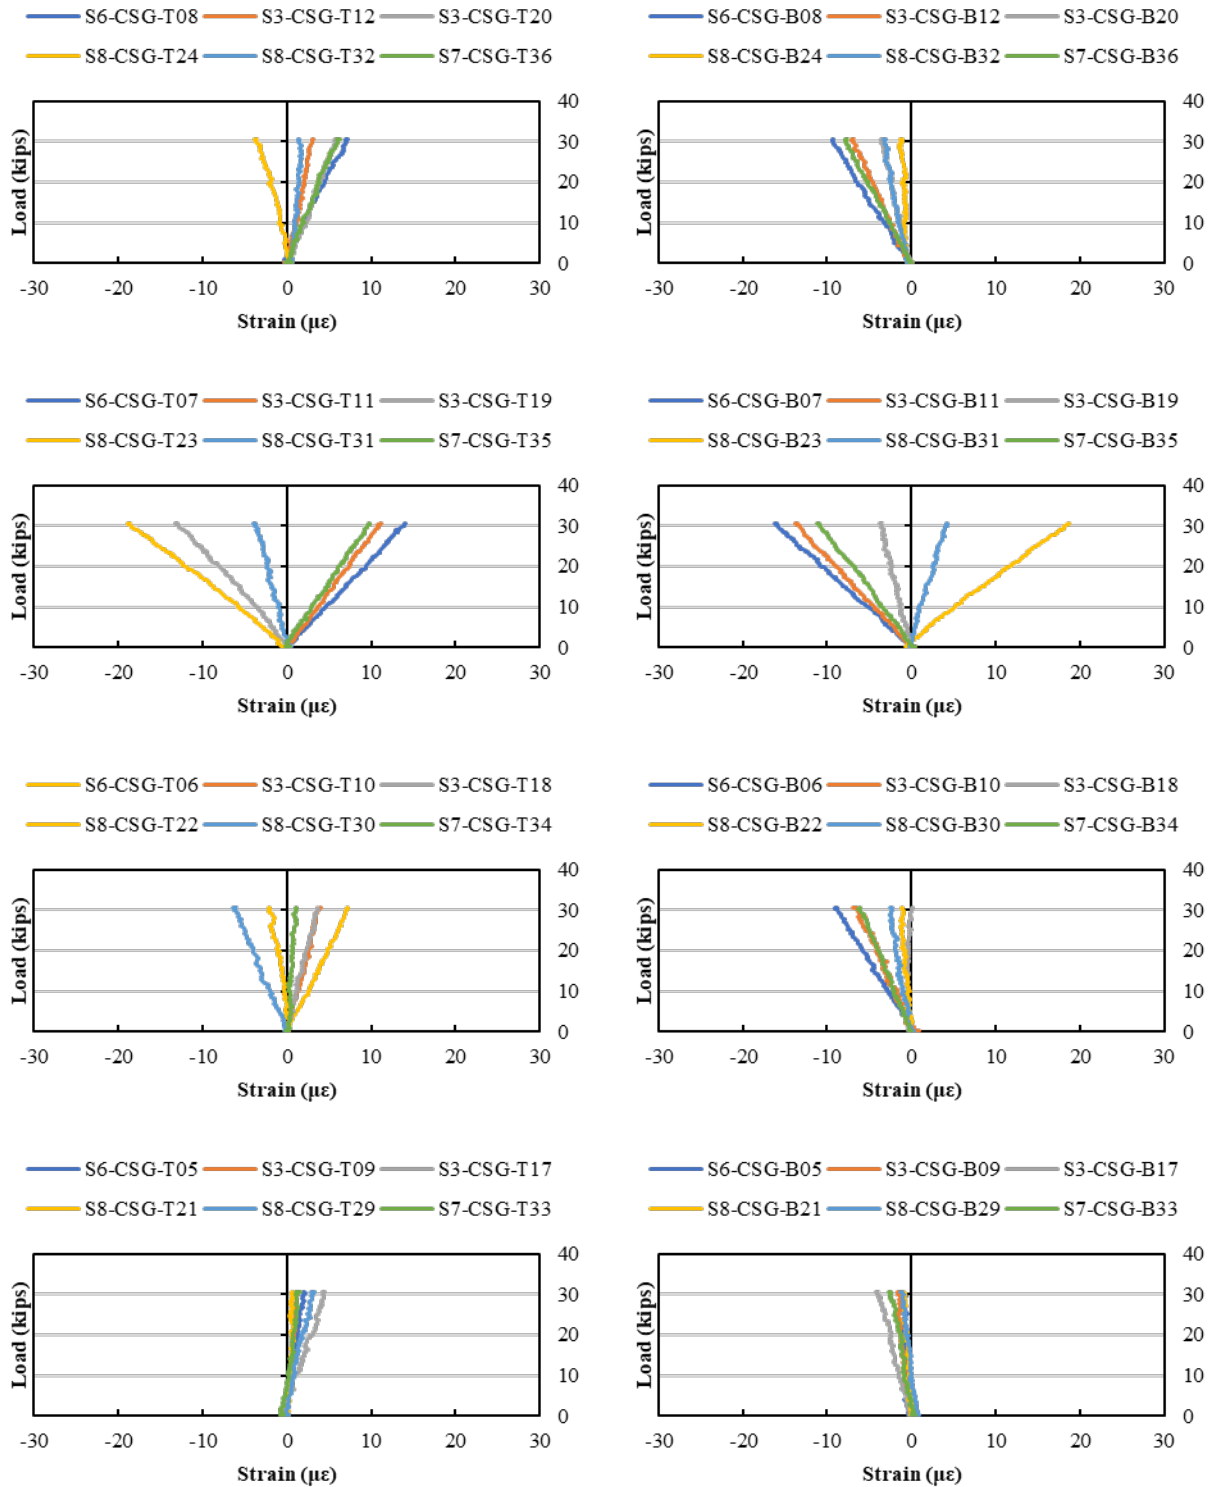 S6-CSG-T08 S3-CSG-T12 S3-CSG-T20
S8-CSG-T24 S8-CSG-T32 S7-CSG-T36
Load (kips)
40
30
20
10
0
-30 -20 -10 0 10 20 30
Strain (με)
S6-CSG-B08 S3-CSG-B12 S3-CSG-B20
S8-CSG-B24 S8-CSG-B32 S7-CSG-B36
Load (kips)
40
30
20
10
0
-30 -20 -10 0 10 20 30
Strain (με)
S6-CSG-T07 S3-CSG-T11 S3-CSG-T19
S8-CSG-T23 S8-CSG-T31 S7-CSG-T35
Load (kips)
40
30
20
10
0
-30 -20 -10 0 10 20 30
Strain (με)
S6-CSG-B07 S3-CSG-B11 S3-CSG-B19
S8-CSG-B23 S8-CSG-B31 S7-CSG-B35
Load (kips)
40
30
20
10
0
-30 -20 -10 0 10 20 30
Strain (με)
S6-CSG-T06 S3-CSG-T10 S3-CSG-T18
S8-CSG-T22 S8-CSG-T30 S7-CSG-T34
Load (kips)
40
30
20
10
0
-30 -20 -10 0 10 20 30
Strain (με)
S6-CSG-B06 S3-CSG-B10 S3-CSG-B18
S8-CSG-B22 S8-CSG-B30 S7-CSG-B34
Load (kips)
40
30
20
10
0
-30 -20 -10 0 10 20 30
Strain (με)
S6-CSG-T05 S3-CSG-T09 S3-CSG-T17
S8-CSG-T21 S8-CSG-T29 S7-CSG-T33
Load (kips)
40
30
20
10
0
-30 -20 -10 0 10 20 30
Strain (με)
S6-CSG-B05 S3-CSG-B09 S3-CSG-B17
S8-CSG-B21 S8-CSG-B29 S7-CSG-B33
Load (kips)
40
30
20
10
0
-30 -20 -10 0 10 20 30
Strain (με)